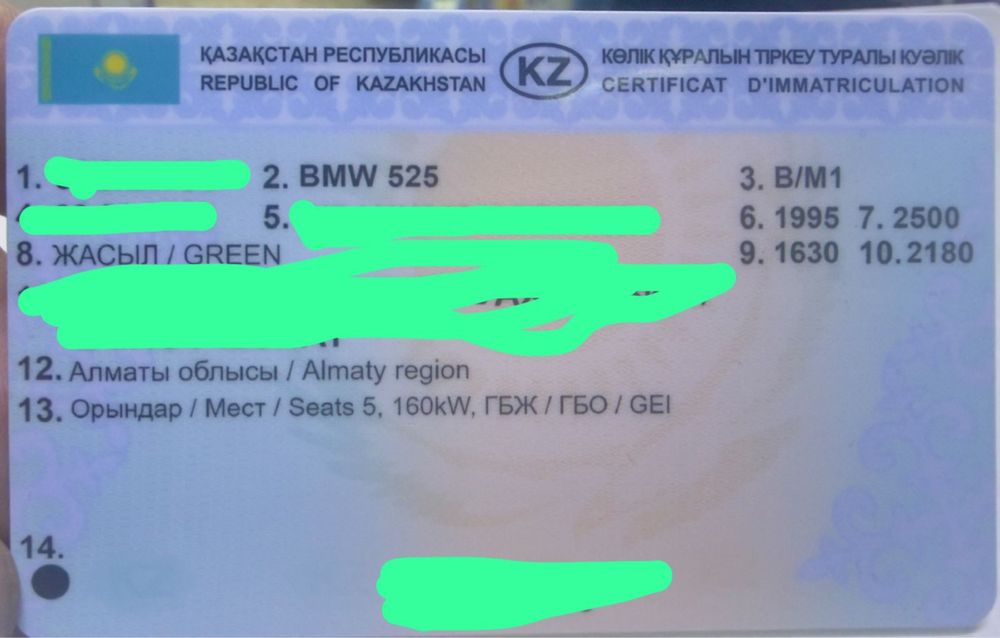 ҚАЗАҚСТАН РЕСПУБЛИКАСЫ
REPUBLIC OF KAZAKHSTAN
KZ
КӨЛІК ҚҰРАЛЫН ТІРКЕУ ТУРАЛЫ КУӘЛІК
CERTIFICAT D'IMMATRICULATION
1. 2. BMW 525 3. B/M1
5. 6. 1995 7. 2500
8. ЖАСЫЛ / GREEN 9. 1630 10. 2180
12. Алматы облысы / Almaty region
13. Орындар / Мест / Seats 5, 160kW, ГБЖ / ГБО / GEI
14.